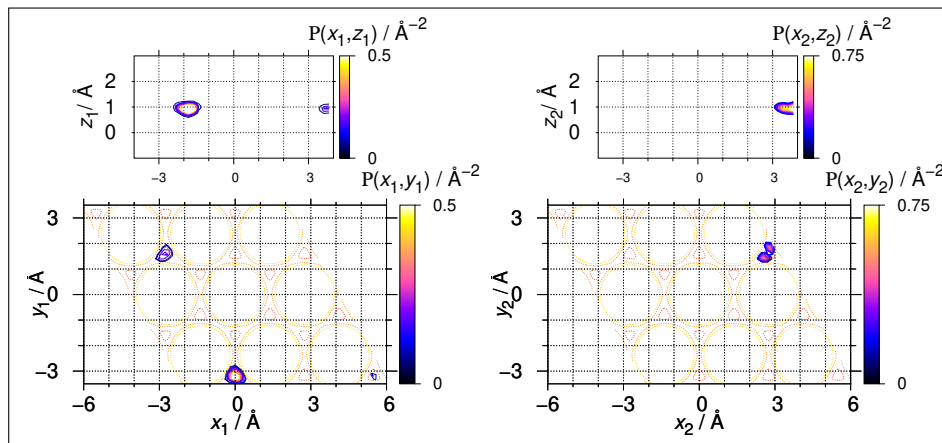 P(x₁,z₁) / Å⁻² P(x₂,z₂) / Å⁻²
0.5 0.75
2 2
z₁/ Å 1 z₂/ Å 1
0 0
0 0
−3 0 3 −3 0 3
P(x₁,y₁) / Å⁻² P(x₂,y₂) / Å⁻²
3 0.5 3 0.75
y₁/ Å 0 y₂/ Å 0
−3 0 −3 0
−6 −3 0 3 6 −6 −3 0 3 6
x₁ / Å x₂ / Å